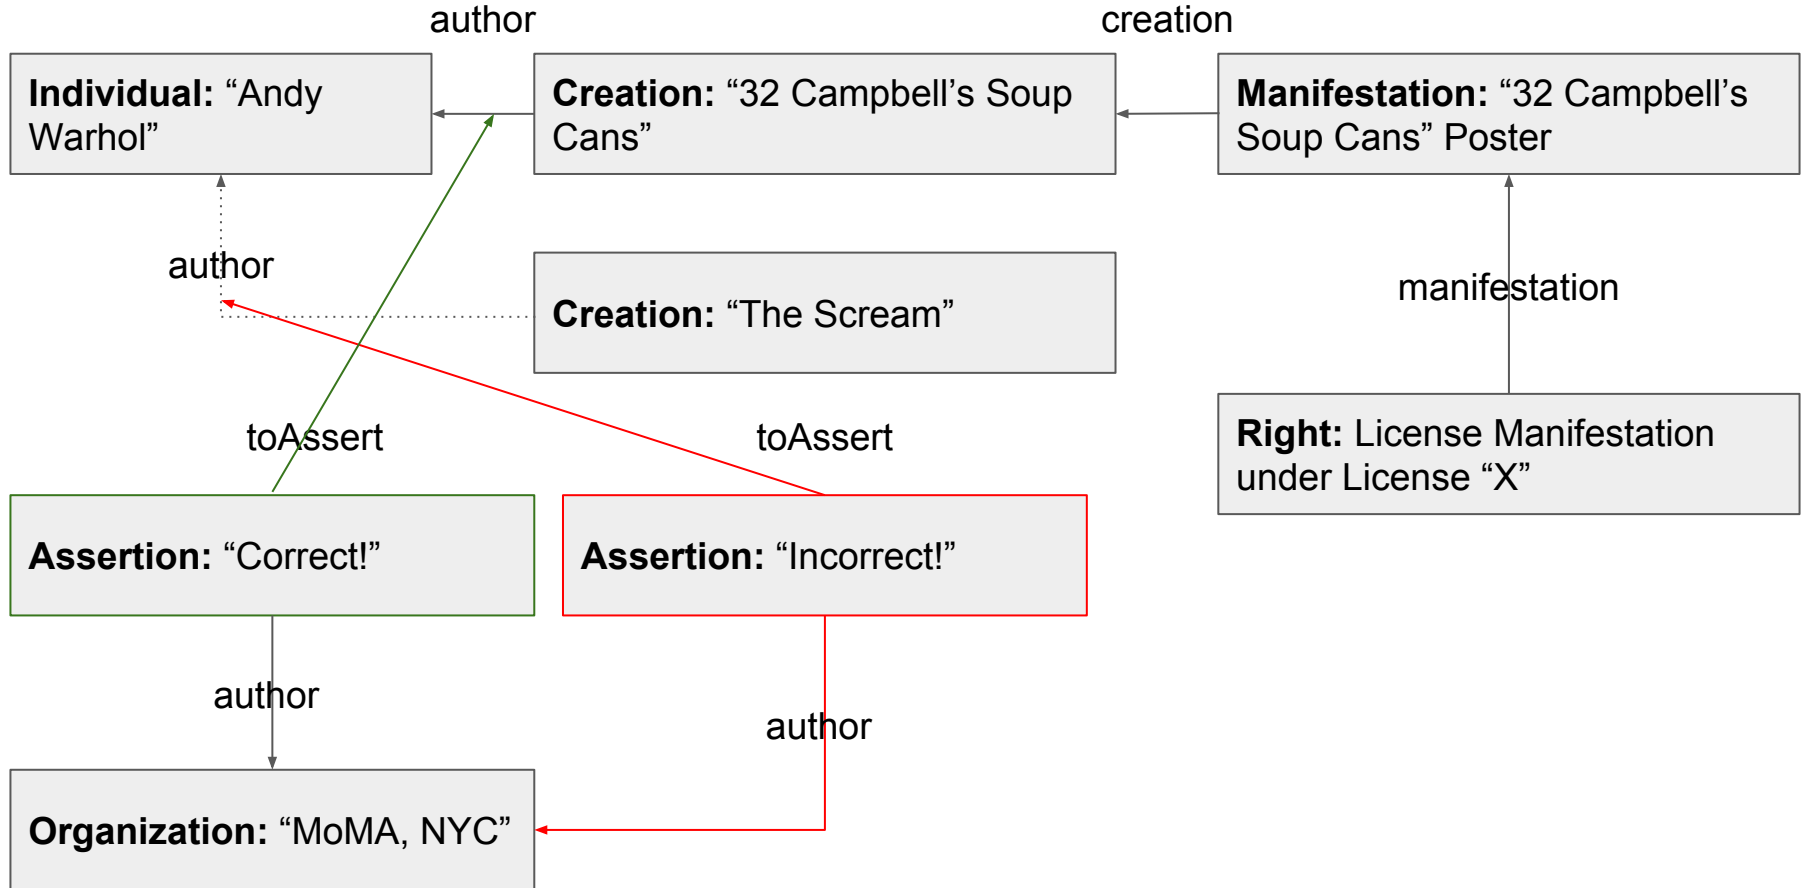 author
creation
Individual: “Andy
Warhol”
Creation: “32 Campbell’s Soup
Cans”
Manifestation: “32 Campbell’s
Soup Cans” Poster
author
Creation: “The Scream”
manifestation
toAssert
toAssert
Right: License Manifestation
under License “X”
Assertion: “Correct!”
Assertion: “Incorrect!”
author
author
Organization: “MoMA, NYC”